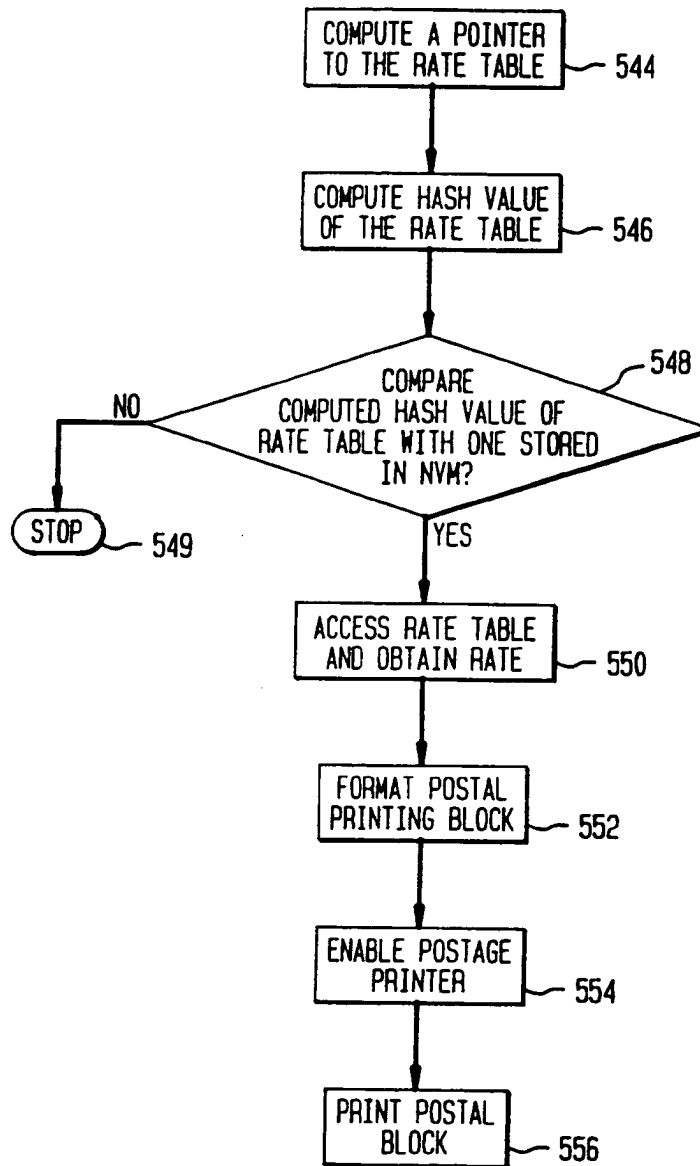 COMPUTE A POINTER
TO THE RATE TABLE
544
COMPUTE HASH VALUE
OF THE RATE TABLE
546
548
COMPARE
COMPUTED HASH VALUE OF
RATE TABLE WITH ONE STORED
IN NVM?
NO
STOP
549
YES
ACCESS RATE TABLE
AND OBTAIN RATE
550
FORMAT POSTAL
PRINTING BLOCK
552
ENABLE POSTAGE
PRINTER
554
PRINT POSTAL
BLOCK
556